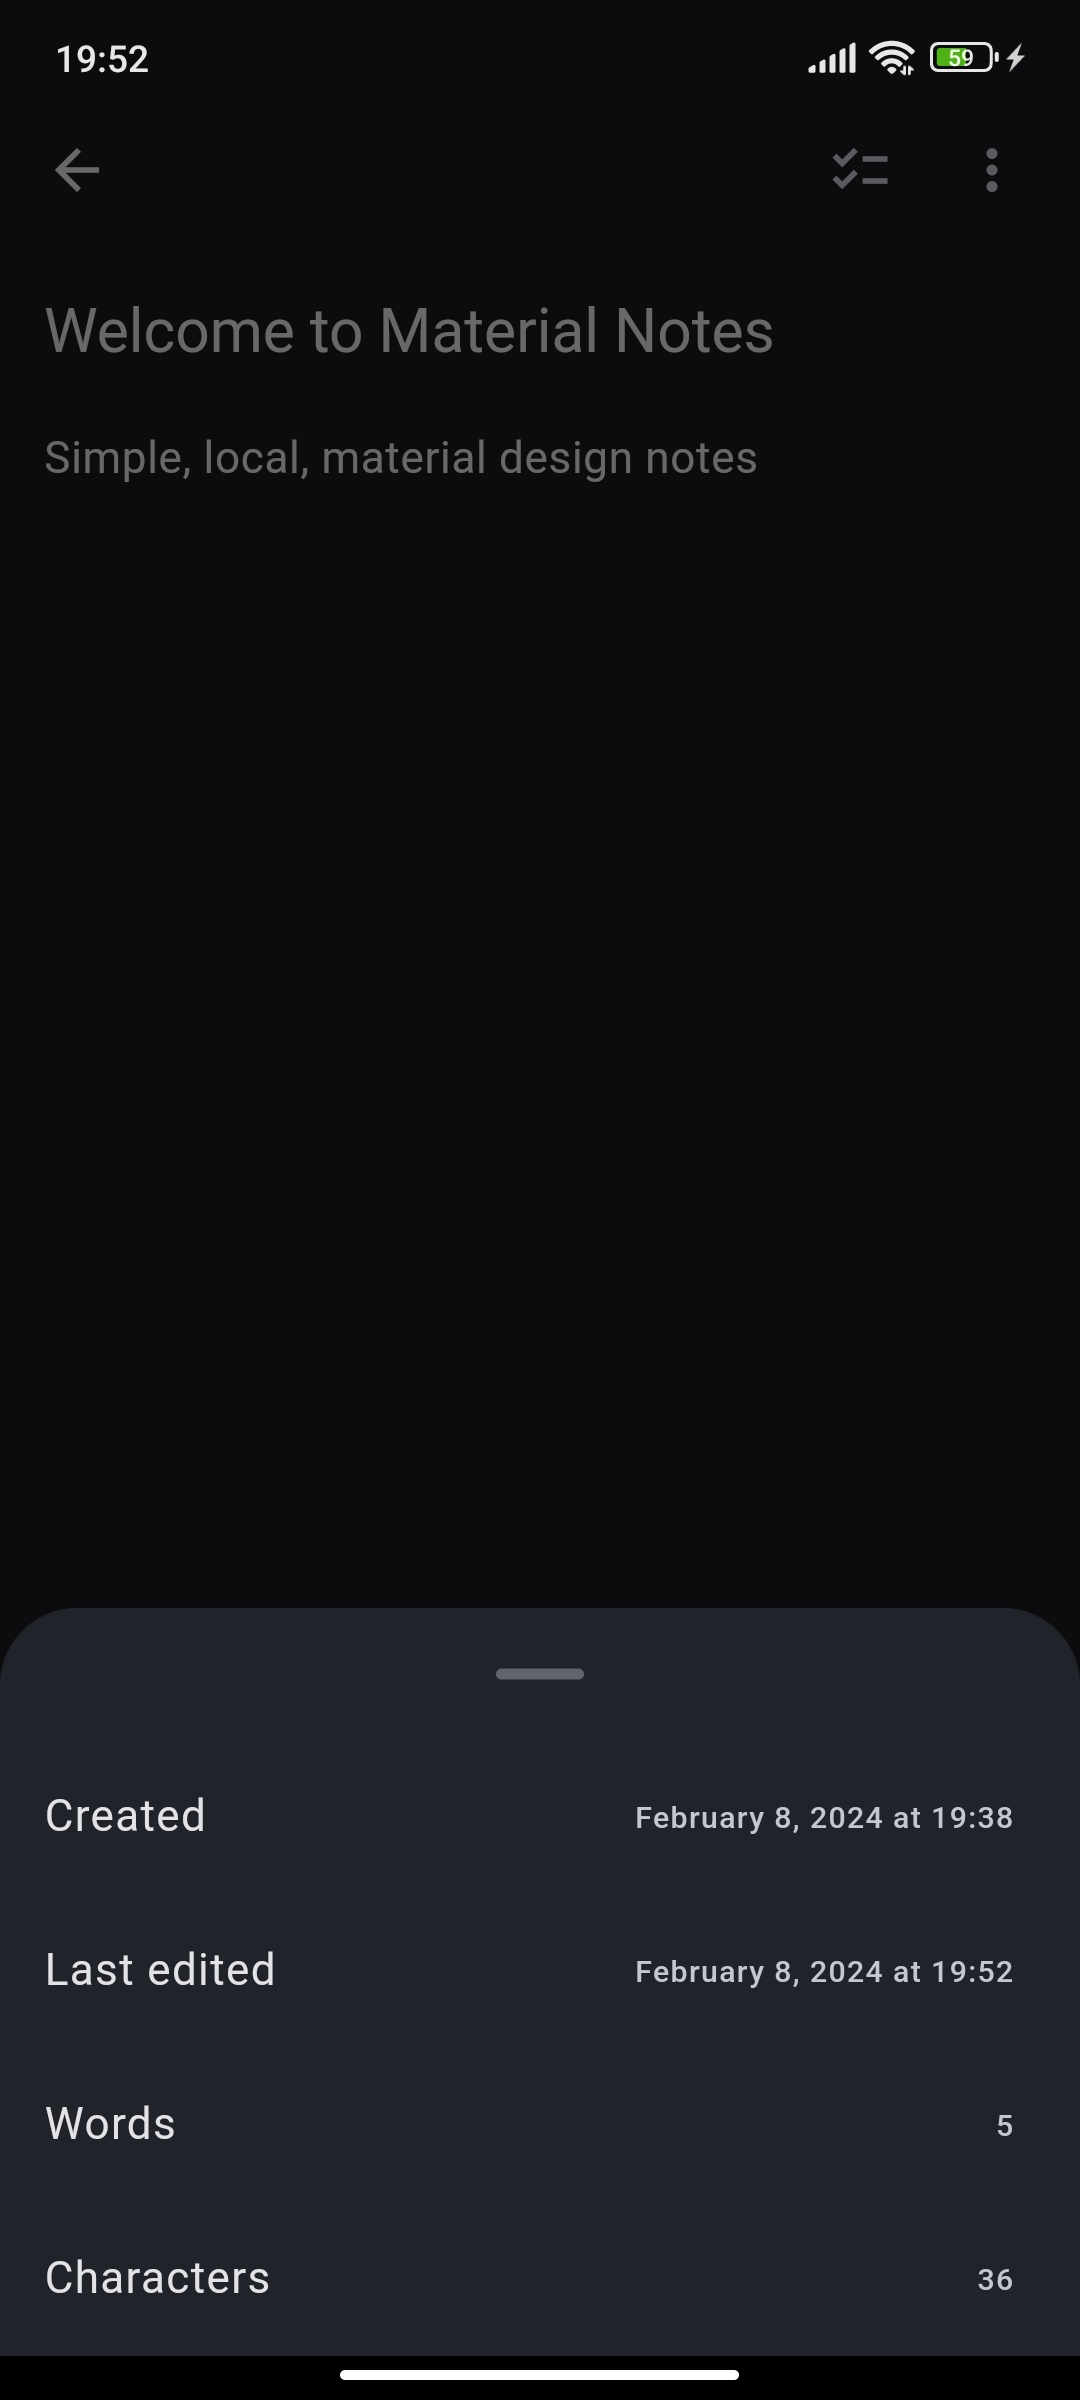 19:52
59
Welcome to Material Notes
Simple, local, material design notes
Created February 8, 2024 at 19:38
Last edited February 8, 2024 at 19:52
Words 5
Characters 36